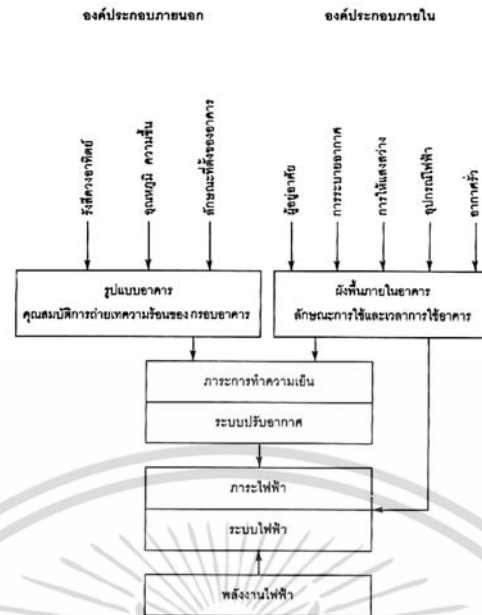 องค์ประกอบภายนอก
องค์ประกอบภายใน
รังสีดวงอาทิตย์
อุณหภูมิ ความชื้น
ลักษณะที่ตั้งของอาคาร
ผู้อยู่อาศัย
การระบายอากาศ
การให้แสงสว่าง
อุปกรณ์ไฟฟ้า
อากาศรั่ว
รูปแบบอาคาร
คุณสมบัติการถ่ายเทความร้อนของกรอบอาคาร
ผังพื้นภายในอาคาร
ลักษณะการใช้และเวลาการใช้อาคาร
ภาระการทำความเย็น
ระบบปรับอากาศ
ภาระไฟฟ้า
ระบบไฟฟ้า
พลังงานไฟฟ้า